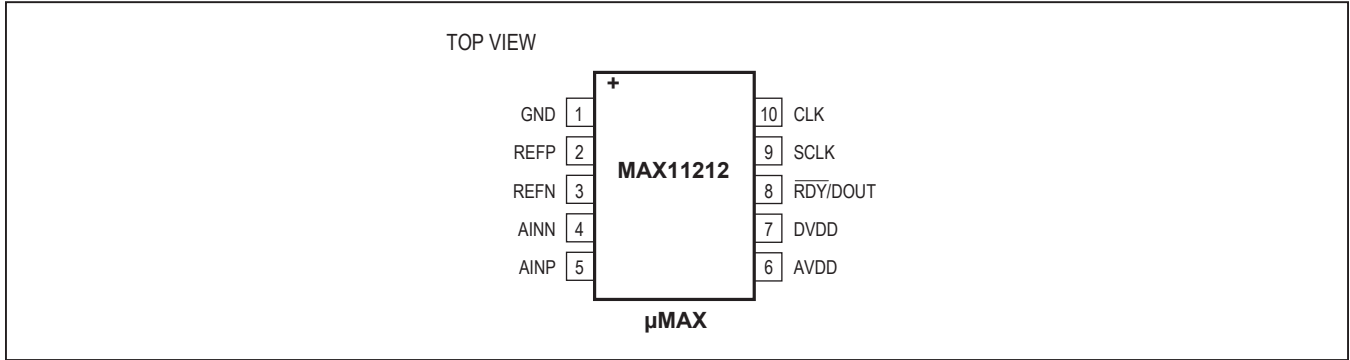 TOP VIEW
+
GND 1
REFP 2
REFN 3
AINN 4
AINP 5
MAX11212
10 CLK
9 SCLK
8 RDY/DOUT
7 DVDD
6 AVDD
µMAX